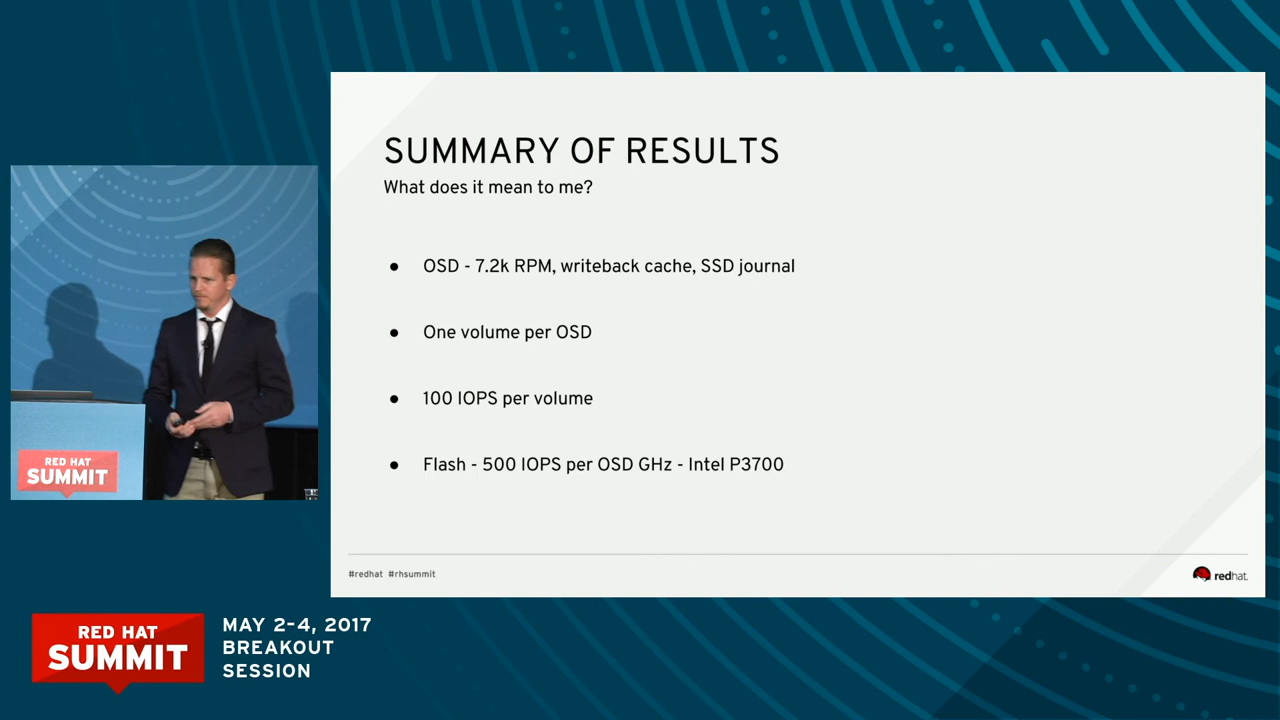 SUMMARY OF RESULTS
What does it mean to me?
● OSD - 7.2k RPM, writeback cache, SSD journal
● One volume per OSD
● 100 IOPS per volume
● Flash - 500 IOPS per OSD GHz - Intel P3700
#redhat #rhsummit
redhat.
RED HAT
SUMMIT
RED HAT
SUMMIT
MAY 2-4, 2017
BREAKOUT
SESSION